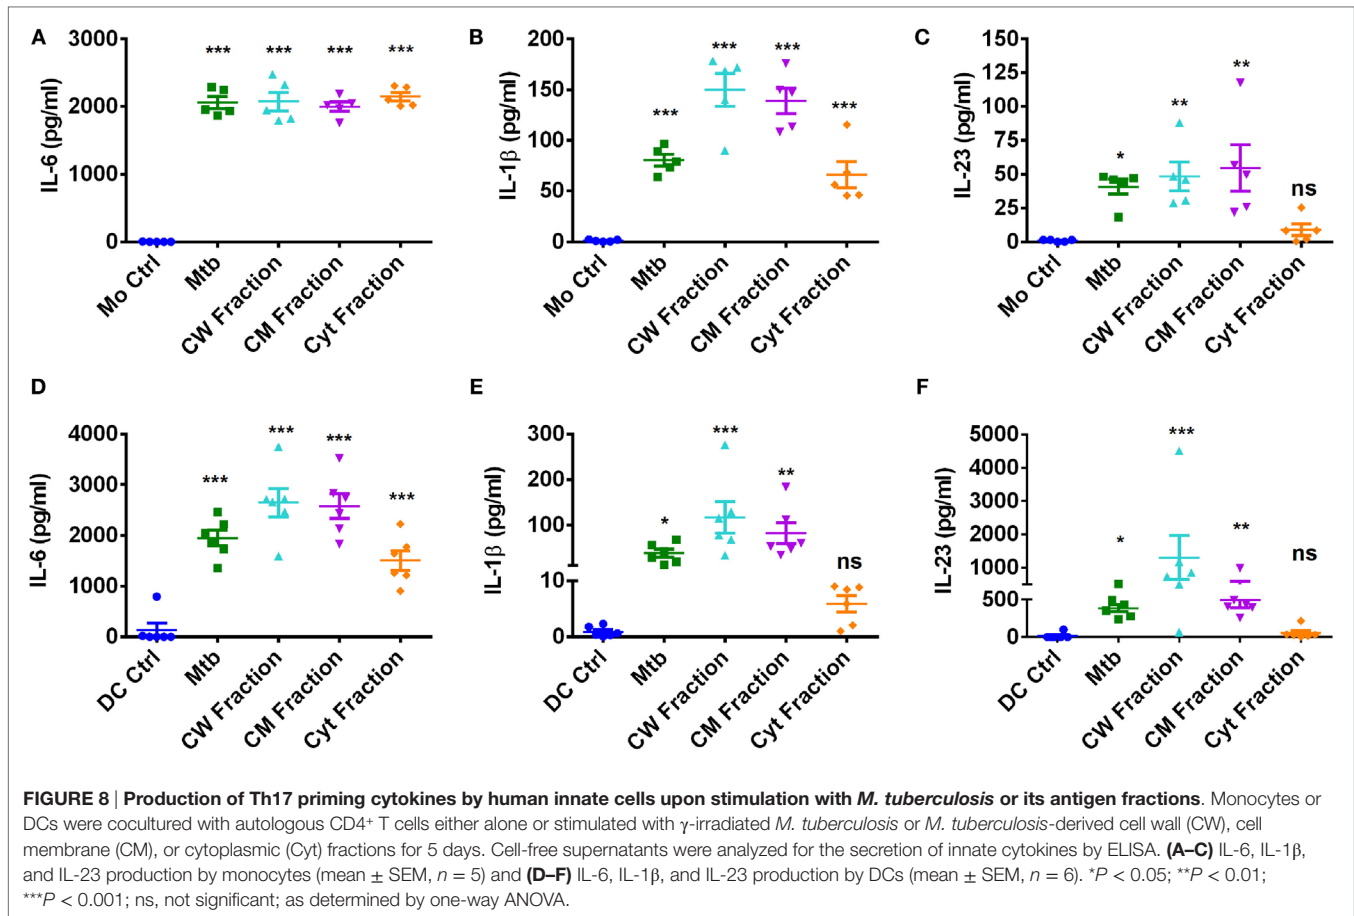 A
IL-6 (pg/ml)
3000
2000
1000
0
***
***
***
***
Mo Ctrl
Mtb
CW Fraction
CM Fraction
Cyt Fraction
B
IL-1β (pg/ml)
200
150
100
50
0
***
***
***
***
Mo Ctrl
Mtb
CW Fraction
CM Fraction
Cyt Fraction
C
IL-23 (pg/ml)
150
125
100
75
50
25
0
*
**
**
ns
Mo Ctrl
Mtb
CW Fraction
CM Fraction
Cyt Fraction
D
IL-6 (pg/ml)
4000
3000
2000
1000
0
***
***
***
***
DC Ctrl
Mtb
CW Fraction
CM Fraction
Cyt Fraction
E
IL-1β (pg/ml)
300
200
100
10
0
*
***
**
ns
DC Ctrl
Mtb
CW Fraction
CM Fraction
Cyt Fraction
F
IL-23 (pg/ml)
5000
4000
3000
2000
1000
500
0
*
***
**
ns
DC Ctrl
Mtb
CW Fraction
CM Fraction
Cyt Fraction
FIGURE 8 | Production of Th17 priming cytokines by human innate cells upon stimulation with M. tuberculosis or its antigen fractions. Monocytes or
DCs were cocultured with autologous CD4⁺ T cells either alone or stimulated with γ-irradiated M. tuberculosis or M. tuberculosis-derived cell wall (CW), cell
membrane (CM), or cytoplasmic (Cyt) fractions for 5 days. Cell-free supernatants were analyzed for the secretion of innate cytokines by ELISA. (A–C) IL-6, IL-1β,
and IL-23 production by monocytes (mean ± SEM, n = 5) and (D–F) IL-6, IL-1β, and IL-23 production by DCs (mean ± SEM, n = 6). *P < 0.05; **P < 0.01;
***P < 0.001; ns, not significant; as determined by one-way ANOVA.